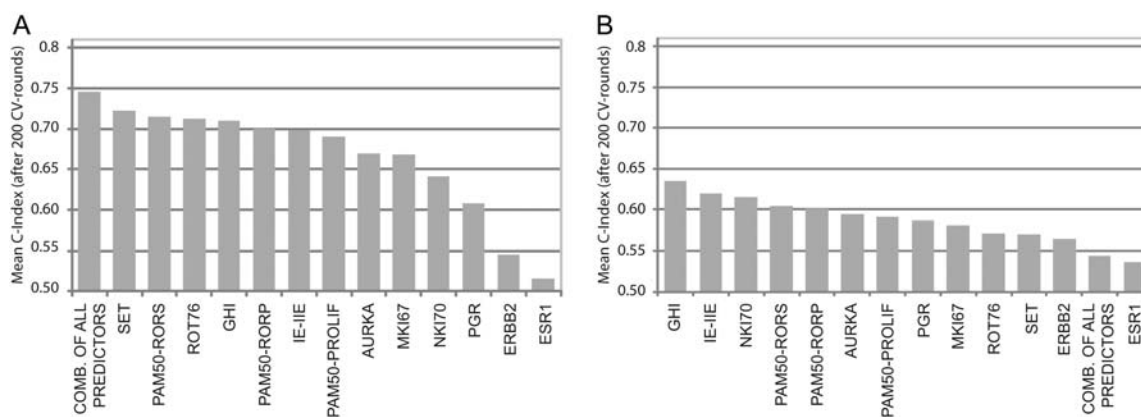 A
Mean C-Index (after 200 CV-rounds)
0.8
0.75
0.70
0.65
0.60
0.55
0.50
COMB. OF ALL
PREDICTORS
SET
PAM50-RORS
ROT76
GHI
PAM50-RORP
IE-IIE
PAM50-PROLIF
AURKA
MKI67
NKI70
PGR
ERBB2
ESR1
B
Mean C-Index (after 200 CV-rounds)
0.8
0.75
0.70
0.65
0.60
0.55
0.50
GHI
IE-IIE
NKI70
PAM50-RORS
PAM50-RORP
AURKA
PAM50-PROLIF
PGR
MKI67
ROT76
SET
ERBB2
COMB. OF ALL
PREDICTORS
ESR1